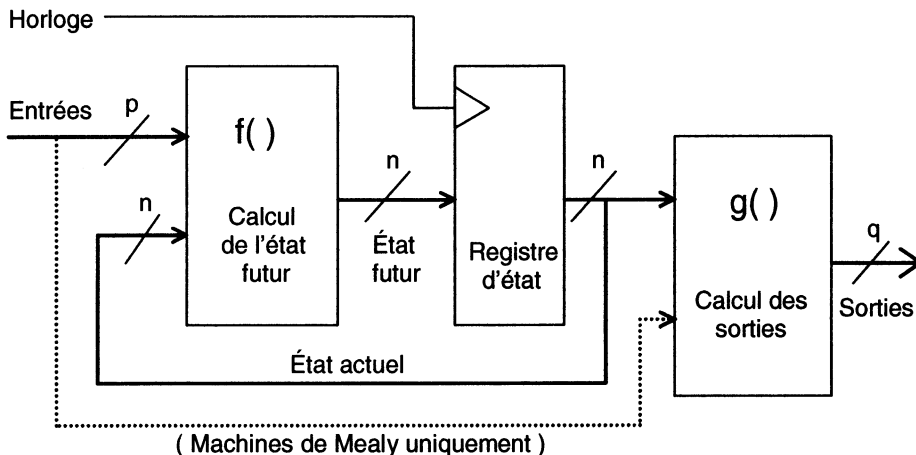 Horloge
Entrées
p
f( )
n
Calcul
de l'état
futur
n
État
futur
Registre
d'état
n
g( )
Calcul des
sorties
q
Sorties
État actuel
( Machines de Mealy uniquement )